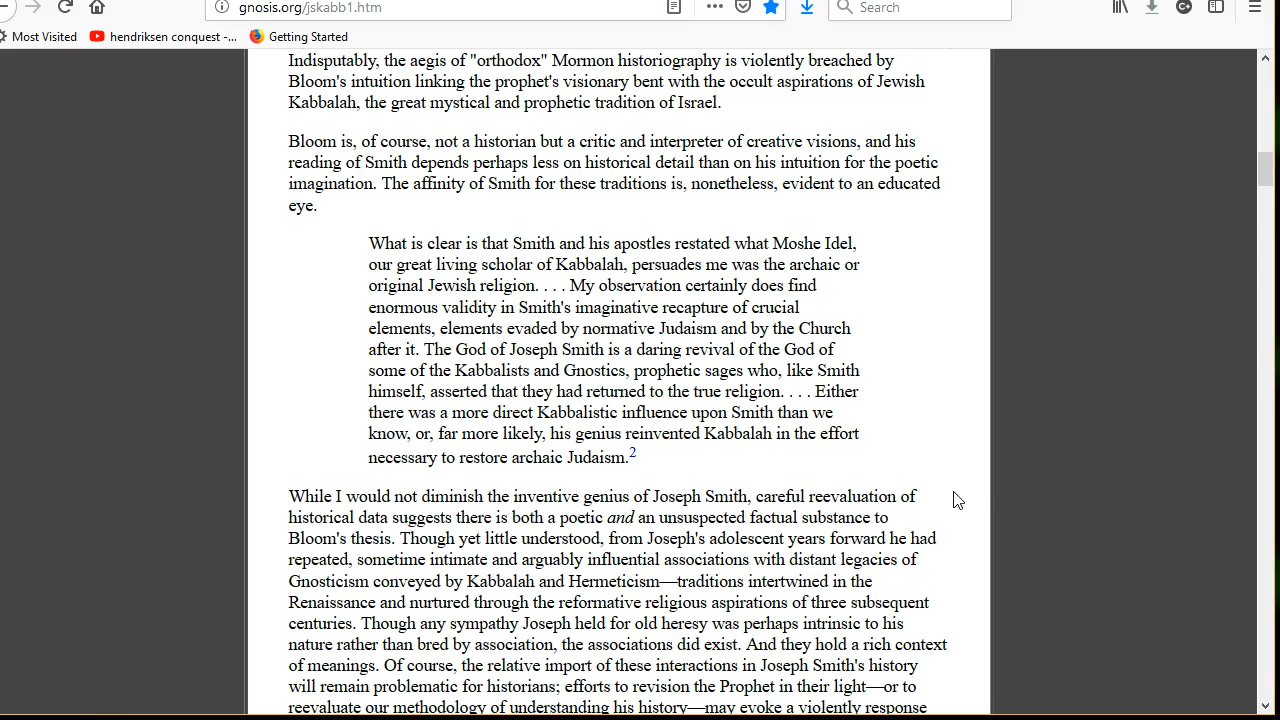 gnosis.org/jskabb1.htm
Search
Most Visited
hendriksen conquest -...
Getting Started
Indisputably, the aegis of "orthodox" Mormon historiography is violently breached by
Bloom's intuition linking the prophet's visionary bent with the occult aspirations of Jewish
Kabbalah, the great mystical and prophetic tradition of Israel.
Bloom is, of course, not a historian but a critic and interpreter of creative visions, and his
reading of Smith depends perhaps less on historical detail than on his intuition for the poetic
imagination. The affinity of Smith for these traditions is, nonetheless, evident to an educated
eye.
What is clear is that Smith and his apostles restated what Moshe Idel,
our great living scholar of Kabbalah, persuades me was the archaic or
original Jewish religion. . . . My observation certainly does find
enormous validity in Smith's imaginative recapture of crucial
elements, elements evaded by normative Judaism and by the Church
after it. The God of Joseph Smith is a daring revival of the God of
some of the Kabbalists and Gnostics, prophetic sages who, like Smith
himself, asserted that they had returned to the true religion. . . . Either
there was a more direct Kabbalistic influence upon Smith than we
know, or, far more likely, his genius reinvented Kabbalah in the effort
necessary to restore archaic Judaism.2
While I would not diminish the inventive genius of Joseph Smith, careful reevaluation of
historical data suggests there is both a poetic and an unsuspected factual substance to
Bloom's thesis. Though yet little understood, from Joseph's adolescent years forward he had
repeated, sometime intimate and arguably influential associations with distant legacies of
Gnosticism conveyed by Kabbalah and Hermeticism—traditions intertwined in the
Renaissance and nurtured through the reformative religious aspirations of three subsequent
centuries. Though any sympathy Joseph held for old heresy was perhaps intrinsic to his
nature rather than bred by association, the associations did exist. And they hold a rich context
of meanings. Of course, the relative import of these interactions in Joseph Smith's history
will remain problematic for historians; efforts to revision the Prophet in their light—or to
reevaluate our methodology of understanding his history—may evoke a violently response